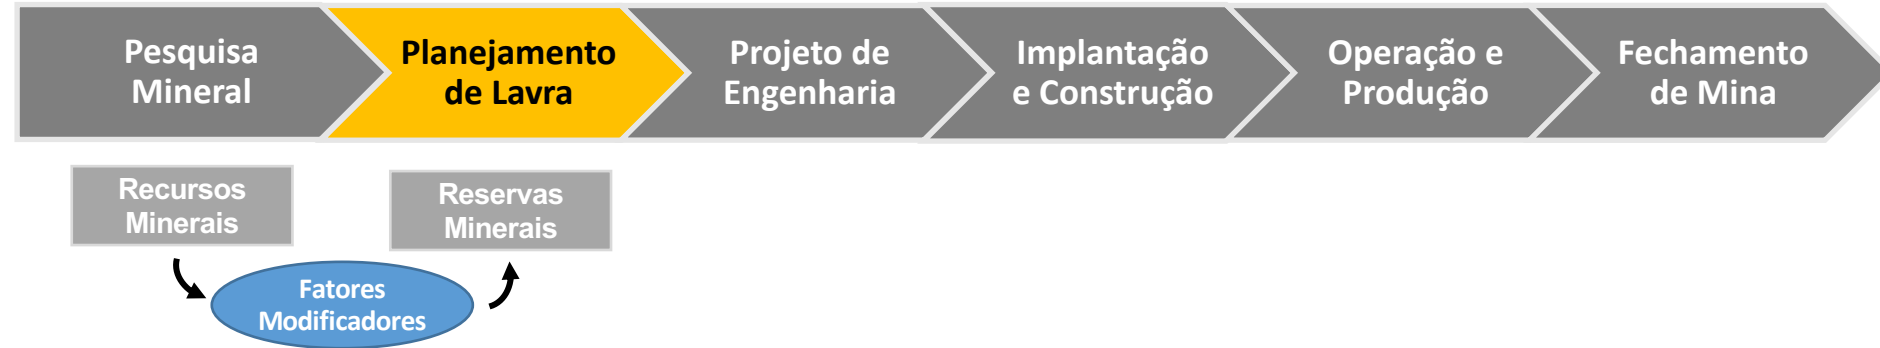 Pesquisa
Mineral
Planejamento
de Lavra
Projeto de
Engenharia
Implantação
e Construção
Operação e
Produção
Fechamento
de Mina
Recursos
Minerais
Reservas
Minerais
Fatores
Modificadores